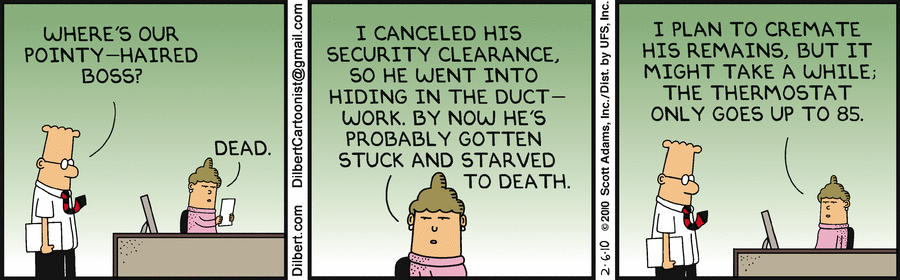 WHERE'S OUR
POINTY-HAIRED
BOSS?
DEAD.
Dilbert.com DilbertCartoonist@gmail.com
I CANCELED HIS
SECURITY CLEARANCE,
SO HE WENT INTO
HIDING IN THE DUCT-
WORK. BY NOW HE'S
PROBABLY GOTTEN
STUCK AND STARVED
TO DEATH.
2-6-10 ©2010 Scott Adams, Inc./Dist. by UFS, Inc.
I PLAN TO CREMATE
HIS REMAINS, BUT IT
MIGHT TAKE A WHILE;
THE THERMOSTAT
ONLY GOES UP TO 85.